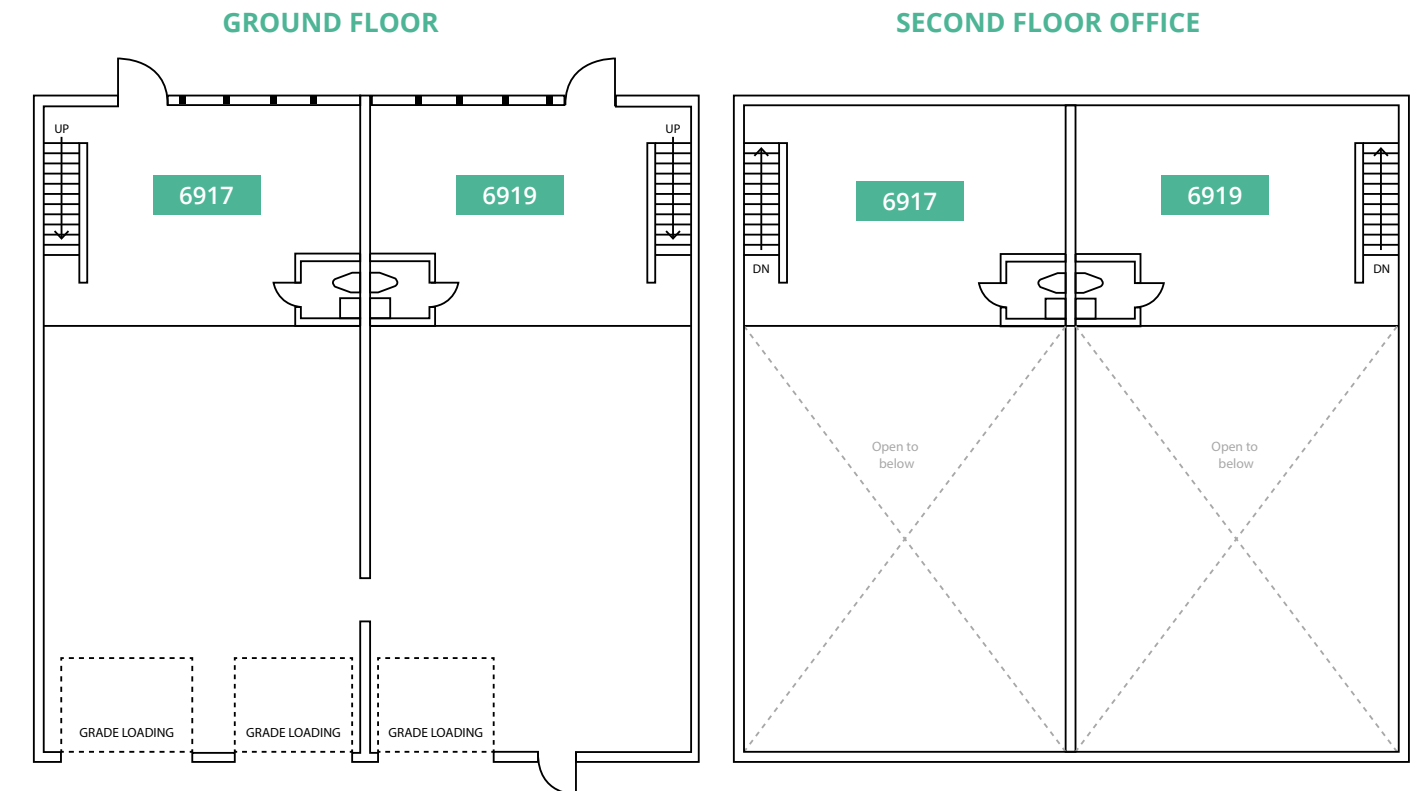 GROUND FLOOR
UP
UP
6917
6919
GRADE LOADING
GRADE LOADING
GRADE LOADING
SECOND FLOOR OFFICE
6917
6919
DN
DN
Open to
below
Open to
below